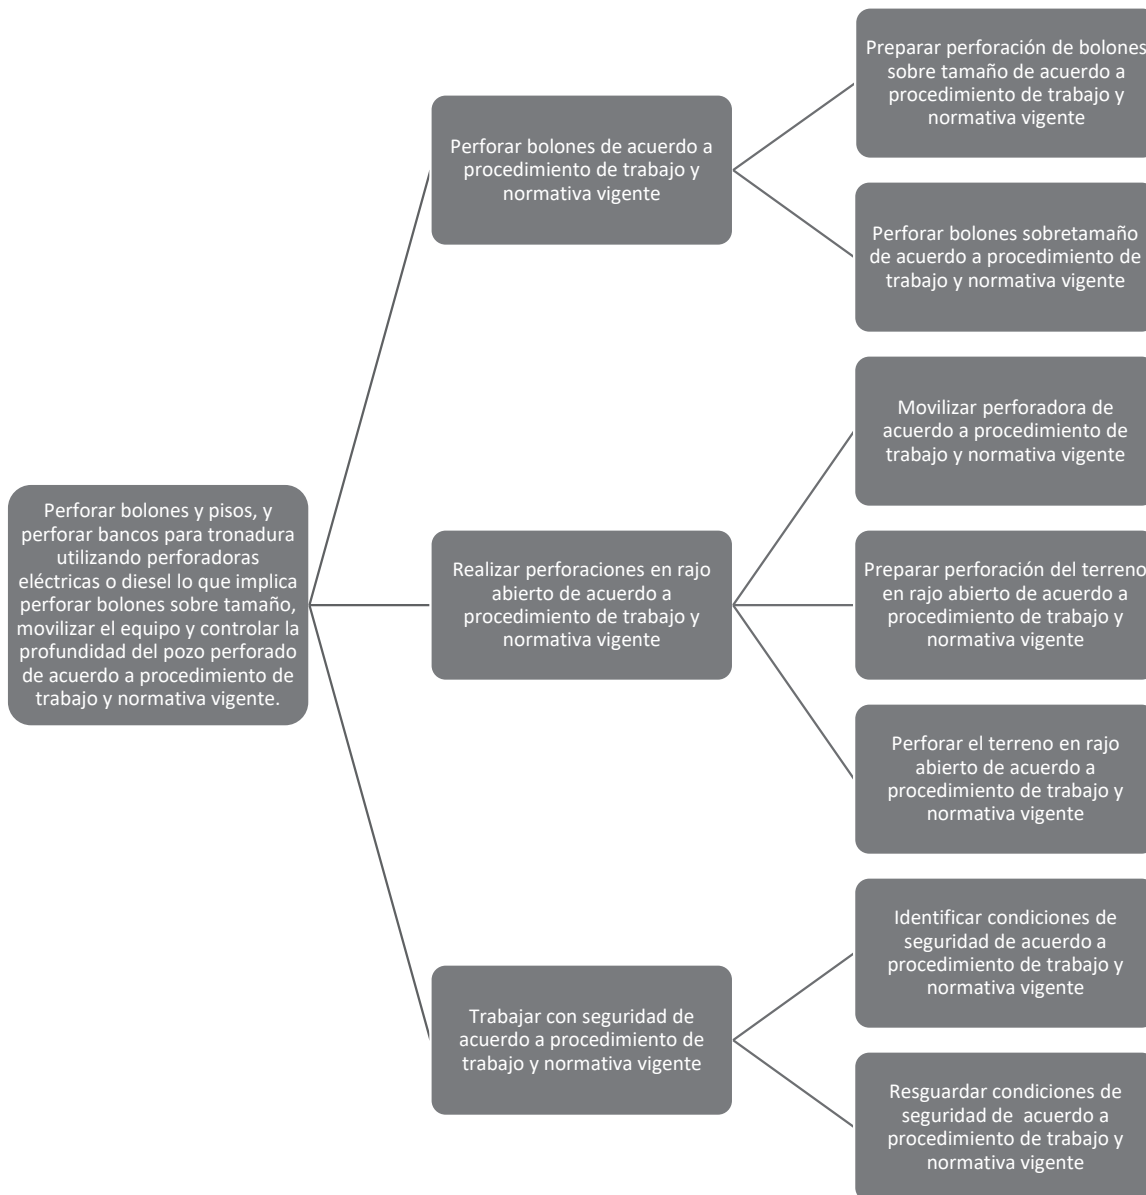 Perforar bolones y pisos, y
perforar bancos para tronadura
utilizando perforadoras
eléctricas o diesel lo que implica
perforar bolones sobre tamaño,
movilizar el equipo y controlar la
profundidad del pozo perforado
de acuerdo a procedimiento de
trabajo y normativa vigente.
Perforar bolones de acuerdo a
procedimiento de trabajo y
normativa vigente
Preparar perforación de bolones
sobre tamaño de acuerdo a
procedimiento de trabajo y
normativa vigente
Perforar bolones sobretamaño
de acuerdo a procedimiento de
trabajo y normativa vigente
Realizar perforaciones en rajo
abierto de acuerdo a
procedimiento de trabajo y
normativa vigente
Movilizar perforadora de
acuerdo a procedimiento de
trabajo y normativa vigente
Preparar perforación del terreno
en rajo abierto de acuerdo a
procedimiento de trabajo y
normativa vigente
Perforar el terreno en rajo
abierto de acuerdo a
procedimiento de trabajo y
normativa vigente
Trabajar con seguridad de
acuerdo a procedimiento de
trabajo y normativa vigente
Identificar condiciones de
seguridad de acuerdo a
procedimiento de trabajo y
normativa vigente
Resguardar condiciones de
seguridad de  acuerdo a
procedimiento de trabajo y
normativa vigente